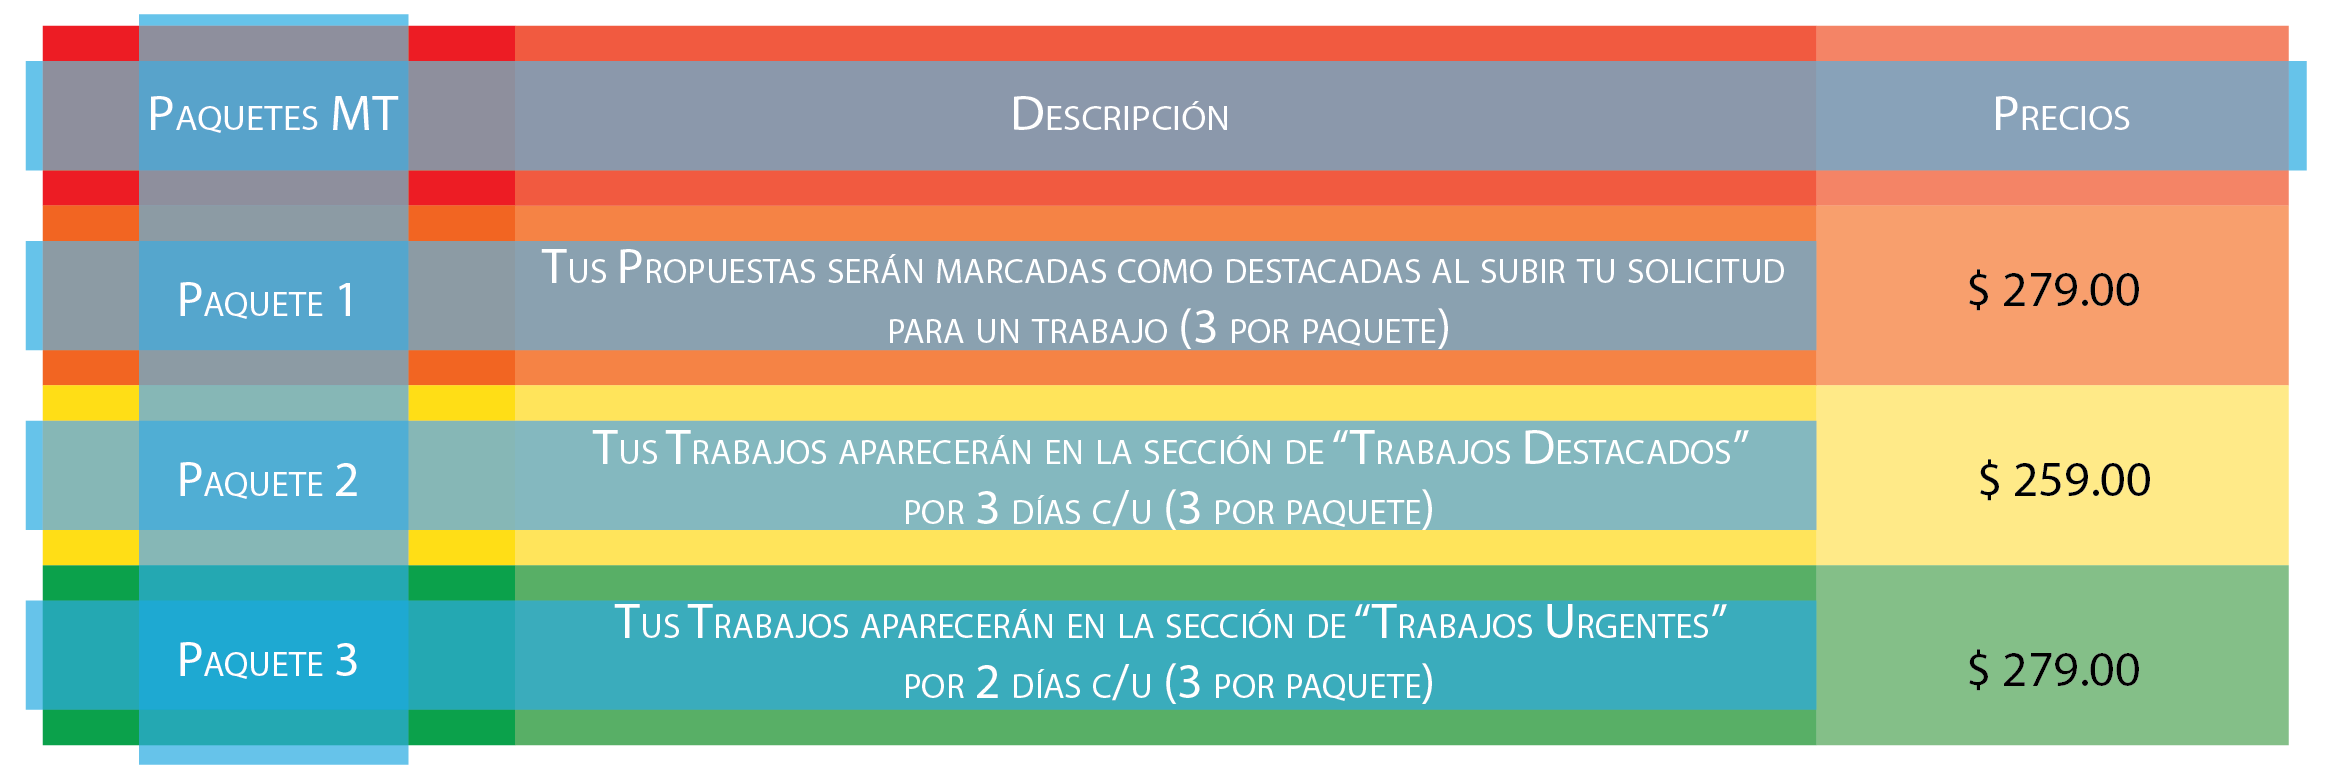 Paquetes MT
Descripción
Precios
Paquete 1
Tus Propuestas serán marcadas como destacadas al subir tu solicitud
para un trabajo (3 por paquete)
$ 279.00
Paquete 2
Tus Trabajos aparecerán en la sección de “Trabajos Destacados”
por 3 días c/u (3 por paquete)
$ 259.00
Paquete 3
Tus Trabajos aparecerán en la sección de “Trabajos Urgentes”
por 2 días c/u (3 por paquete)
$ 279.00